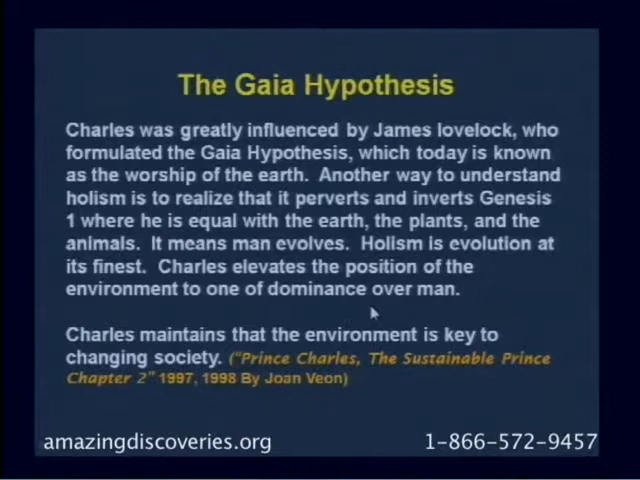 The Gaia Hypothesis
Charles was greatly influenced by James lovelock, who
formulated the Gaia Hypothesis, which today is known
as the worship of the earth. Another way to understand
holism is to realize that it perverts and inverts Genesis
1 where he is equal with the earth, the plants, and the
animals. It means man evolves. Holism is evolution at
its finest. Charles elevates the position of the
environment to one of dominance over man.
Charles maintains that the environment is key to
changing society. ("Prince Charles, The Sustainable Prince
Chapter 2" 1997, 1998 By Joan Veon)
amazingdiscoveries.org 1-866-572-9457